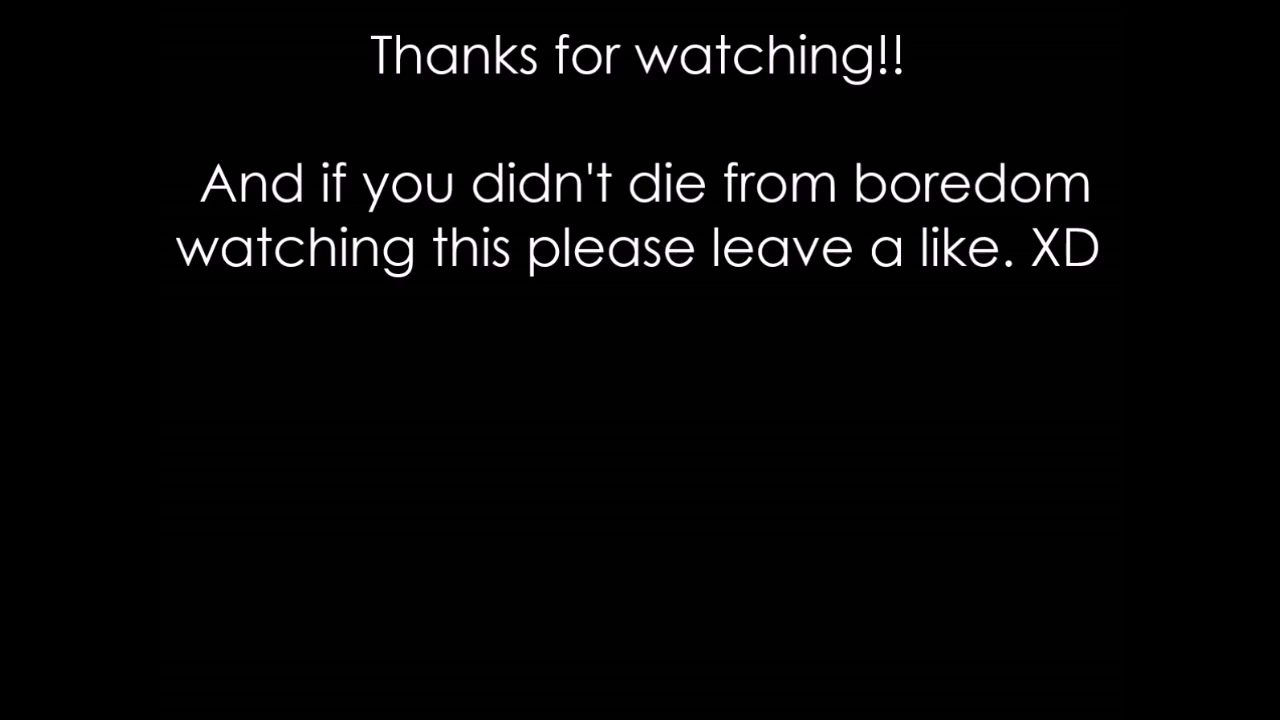 Thanks for watching!!
And if you didn't die from boredom
watching this please leave a like. XD